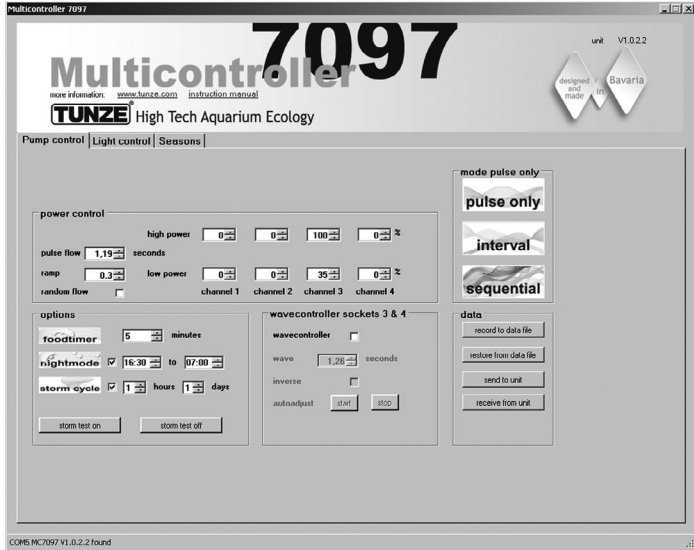 Multicontroller 7097
7097
unit V1.0.2.2
Multicontroller
designed and made in Bavaria
more information: www.tunze.com instruction manual
TUNZE® High Tech Aquarium Ecology
Pump control Light control Seasons
mode pulse only
pulse only
interval
sequential
power control
high power 0 0 100 0 %
pulse flow 1,19 seconds
ramp 0.3 low power 0 0 35 0 %
random flow channel 1 channel 2 channel 3 channel 4
options
foodtimer 5 minutes
nightmode 16:30 to 07:00
storm cycle 1 hours 1 days
storm test on storm test off
wavecontroller sockets 3 & 4
wavecontroller
wave 1,26 seconds
inverse
autoadjust start stop
data
record to data file
restore from data file
send to unit
receive from unit
COM5 MC7097 V1.0.2.2 found